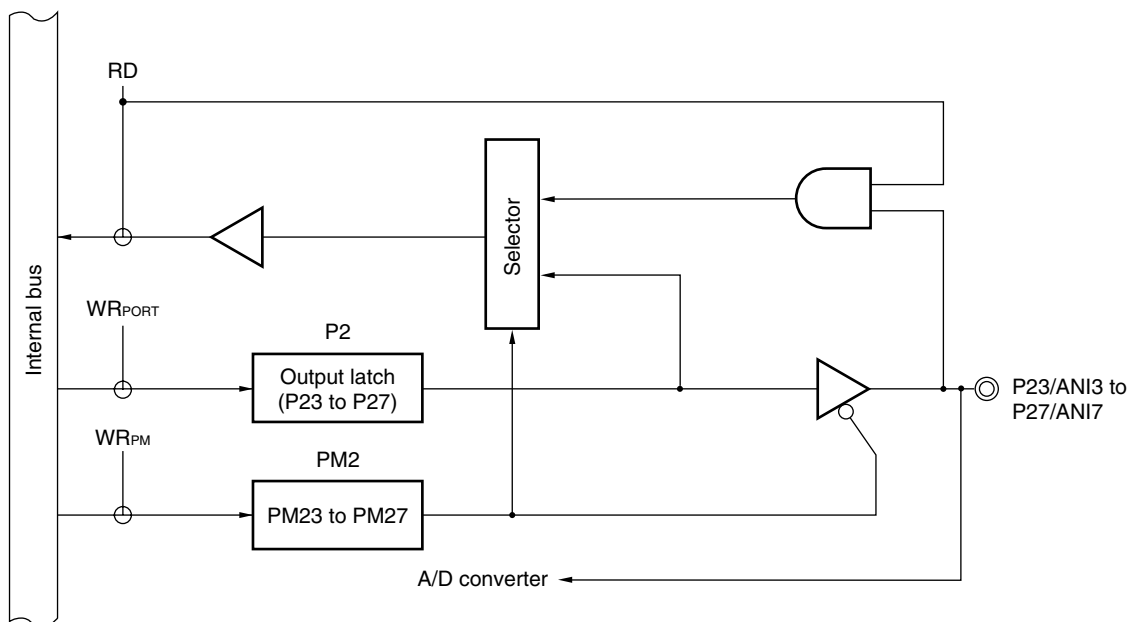 RD
Selector
Internal bus
WRPORT
P2
Output latch
(P23 to P27)
P23/ANI3 to
P27/ANI7
WRPM
PM2
PM23 to PM27
A/D converter